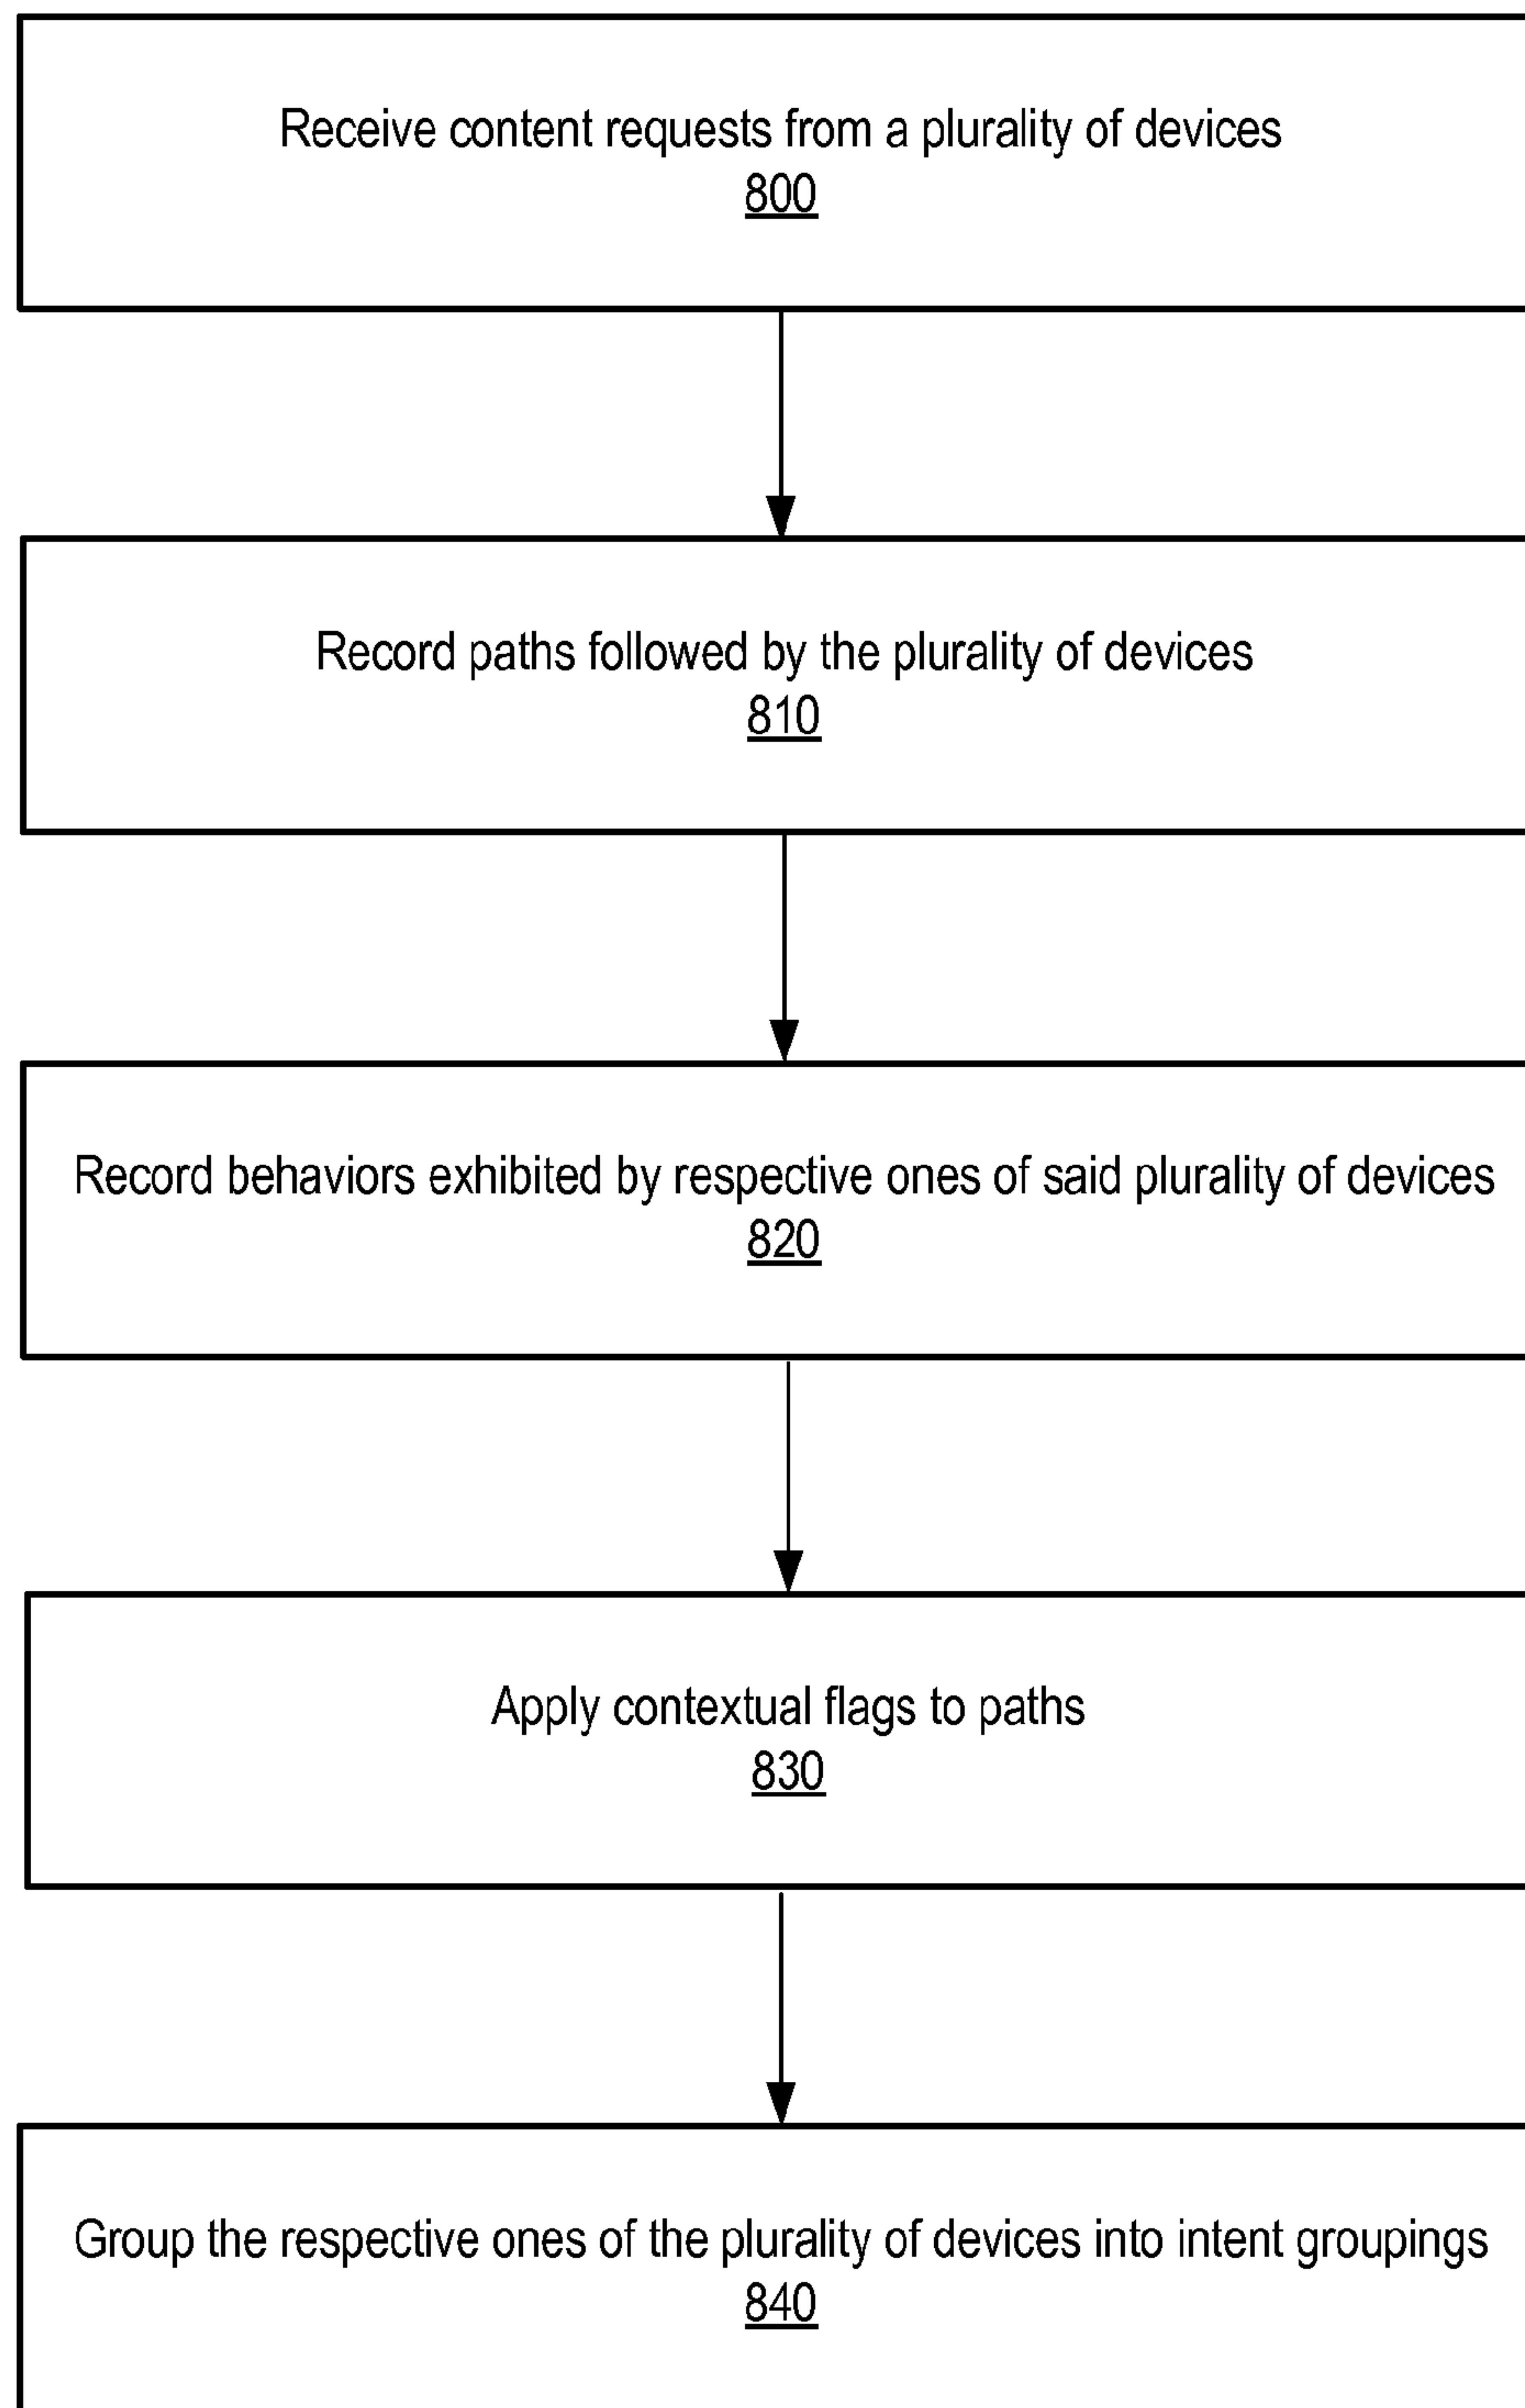 Receive content requests from a plurality of devices
800
Record paths followed by the plurality of devices
810
Record behaviors exhibited by respective ones of said plurality of devices
820
Apply contextual flags to paths
830
Group the respective ones of the plurality of devices into intent groupings
840